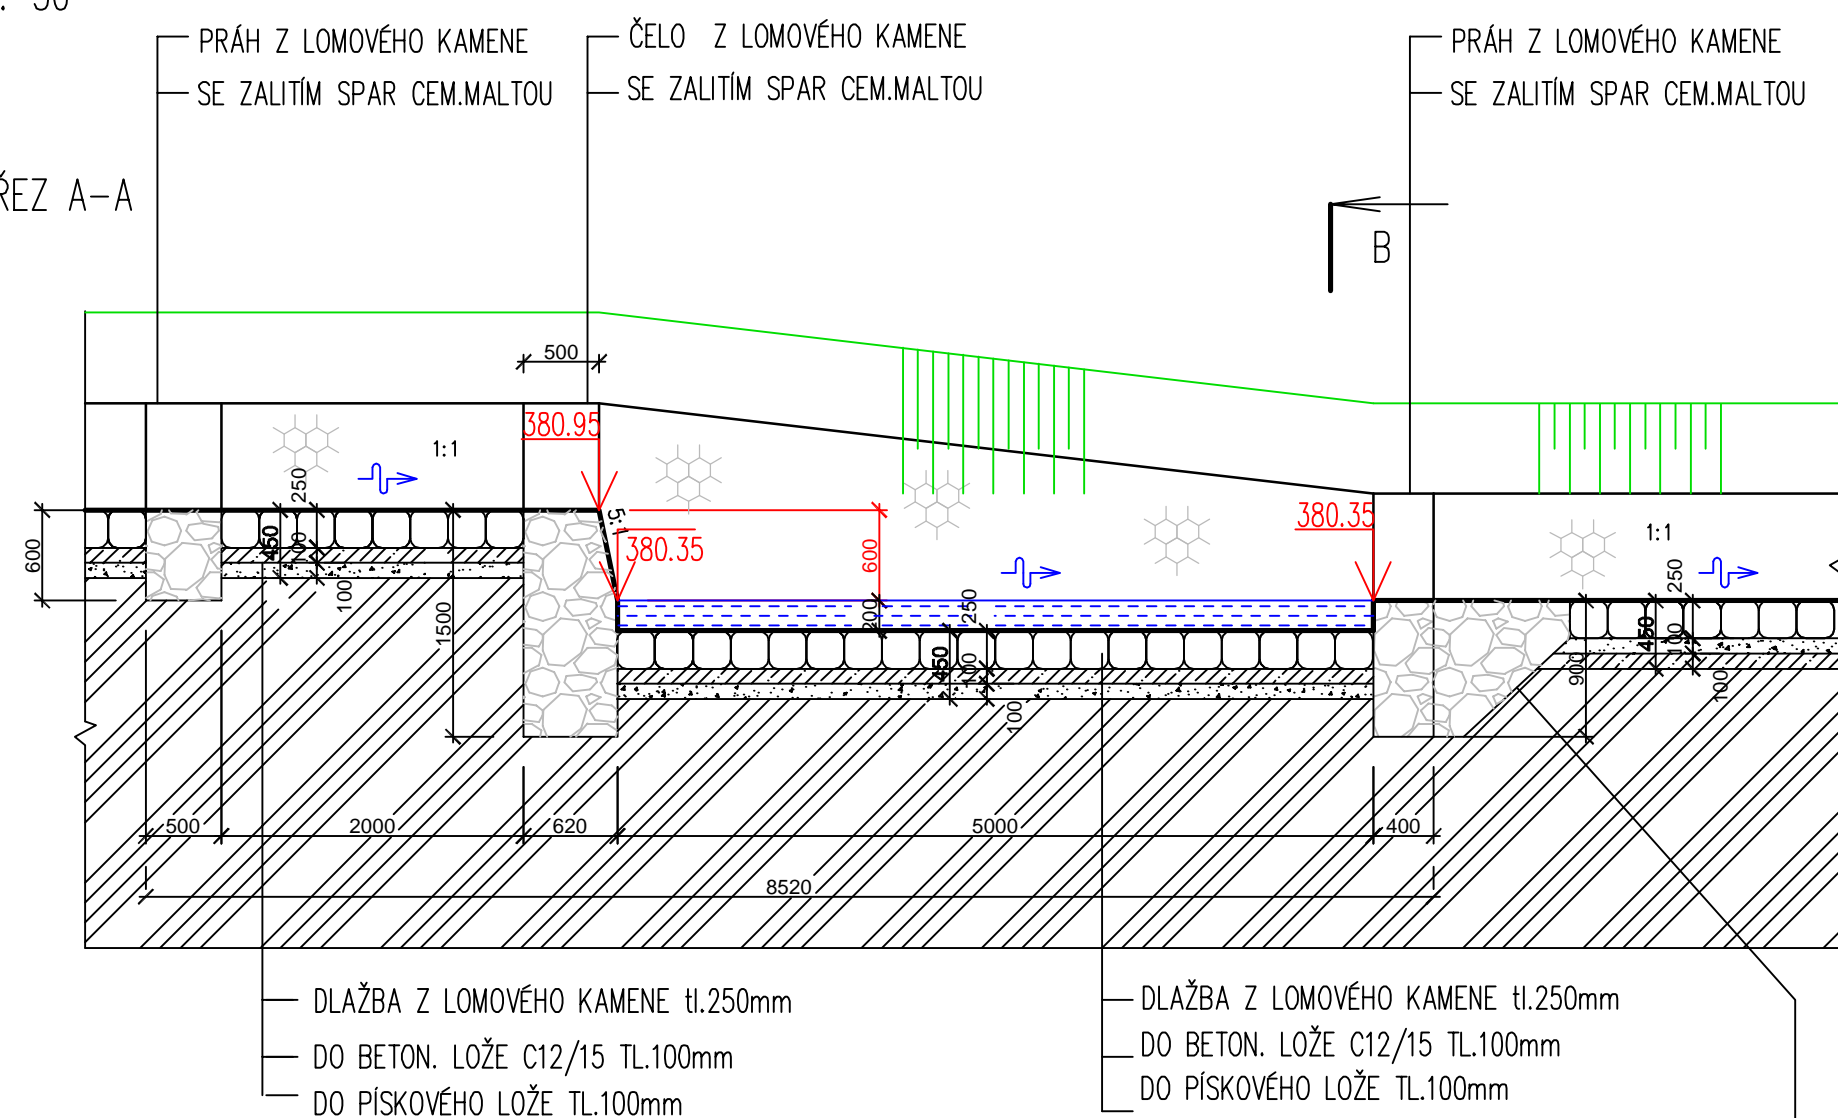 PRÁH Z LOMOVÉHO KAMENE
SE ZALITÍM SPAR CEM.MALTOU
ČELO Z LOMOVÉHO KAMENE
SE ZALITÍM SPAR CEM.MALTOU
PRÁH Z LOMOVÉHO KAMENE
SE ZALITÍM SPAR CEM.MALTOU
ŘEZ A-A
B
500
380.95
1:1
250
5:1
380.35
380.35
1:1
600
450
100
100
1500
600
200
250
450
100
100
250
450
100
100
900
500
2000
620
5000
400
8520
DLAŽBA Z LOMOVÉHO KAMENE tl.250mm
DO BETON. LOŽE C12/15 TL.100mm
DO PÍSKOVÉHO LOŽE TL.100mm
DLAŽBA Z LOMOVÉHO KAMENE tl.250mm
DO BETON. LOŽE C12/15 TL.100mm
DO PÍSKOVÉHO LOŽE TL.100mm